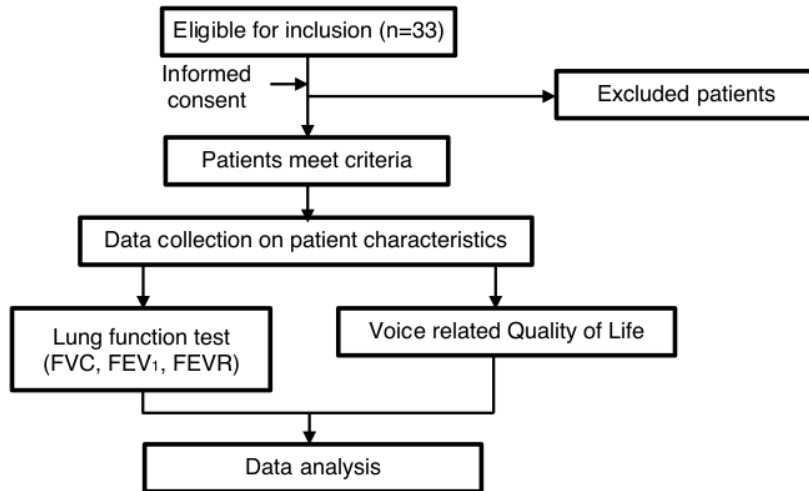 Eligible for inclusion (n=33)
Informed
consent
Excluded patients
Patients meet criteria
Data collection on patient characteristics
Lung function test
(FVC, FEV₁, FEVR)
Voice related Quality of Life
Data analysis